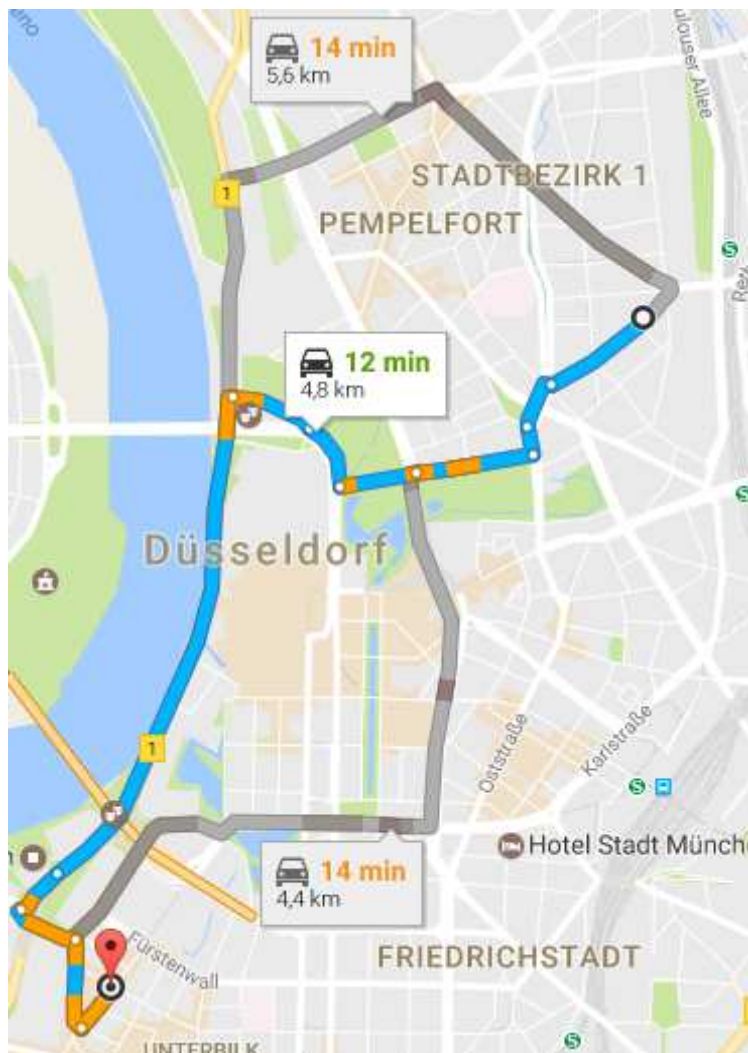 14 min
5,6 km
Allee
STADTBEZIRK 1
1
PEMPELFORT
S
12 min
4,8 km
S
Düsseldorf
Oststraße
Karlstraße
1
S
Hotel Stadt Münch
14 min
4,4 km
Fürstenwall
FRIEDRICHSTADT
UNTERBILK
S